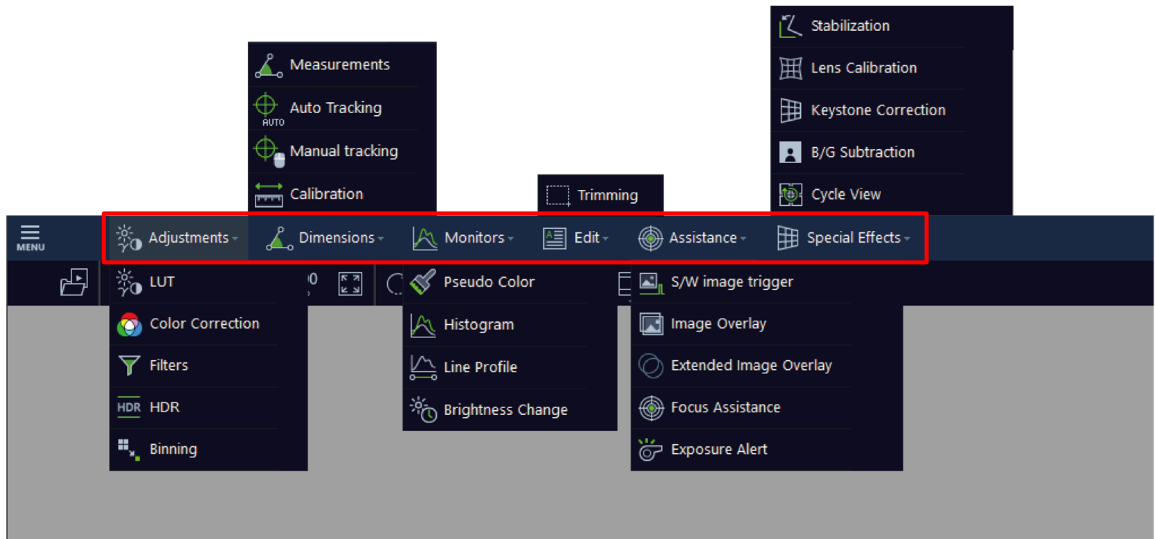 Stabilization
Lens Calibration
Keystone Correction
B/G Subtraction
Cycle View
Measurements
AUTO
Auto Tracking
Manual tracking
Calibration
Trimming
MENU
Adjustments
Dimensions
Monitors
Edit
Assistance
Special Effects
LUT
Color Correction
Filters
HDR HDR
Binning
Pseudo Color
Histogram
Line Profile
Brightness Change
S/W image trigger
Image Overlay
Extended Image Overlay
Focus Assistance
Exposure Alert